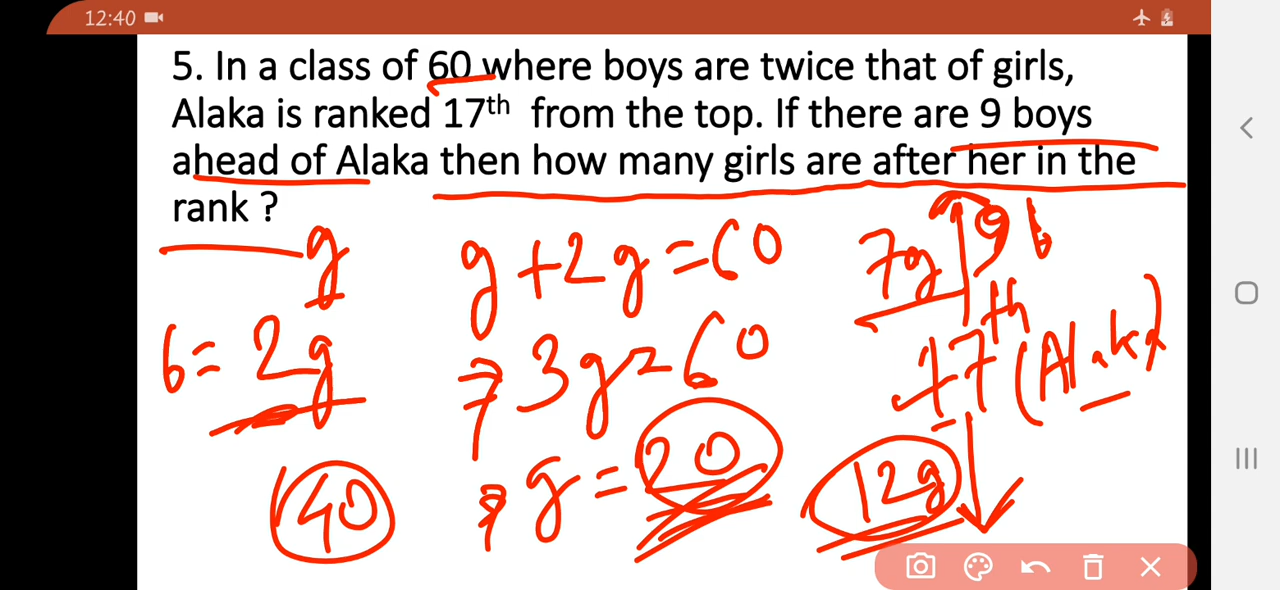 12:40
5. In a class of 60 where boys are twice that of girls,
Alaka is ranked 17th from the top. If there are 9 boys
ahead of Alaka then how many girls are after her in the
rank ?
g
g+2g=60
7g 9b
b= 2g
3g=60
17th (Alaka)
40
g=20
12g